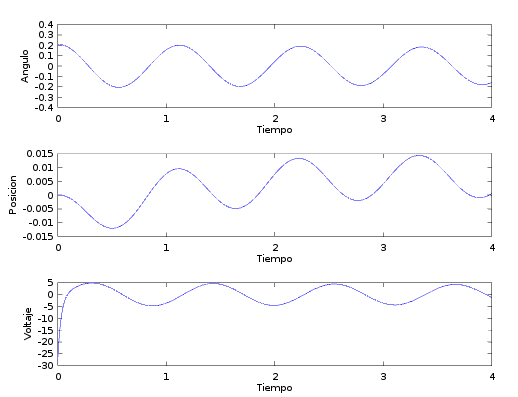 0.4
0.3
0.2
0.1
0
-0.1
-0.2
-0.3
-0.4
Angulo
0 1 2 3 4
Tiempo
0.015
0.01
0.005
0
-0.005
-0.01
-0.015
Posicion
0 1 2 3 4
Tiempo
5
0
-5
-10
-15
-20
-25
-30
Voltaje
0 1 2 3 4
Tiempo